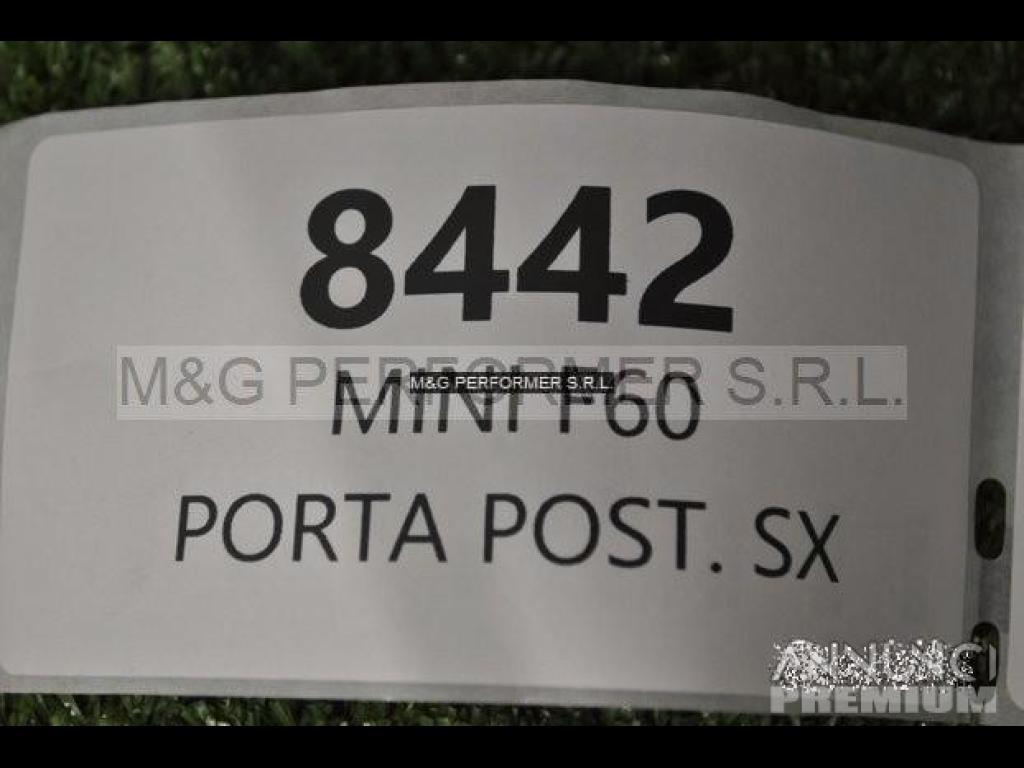 8442
M&G PERFORMER S.R.L.
M&G PERFORMER S.R.L.
MINI F60
PORTA POST. SX
ANNUNCI
PREMIUM